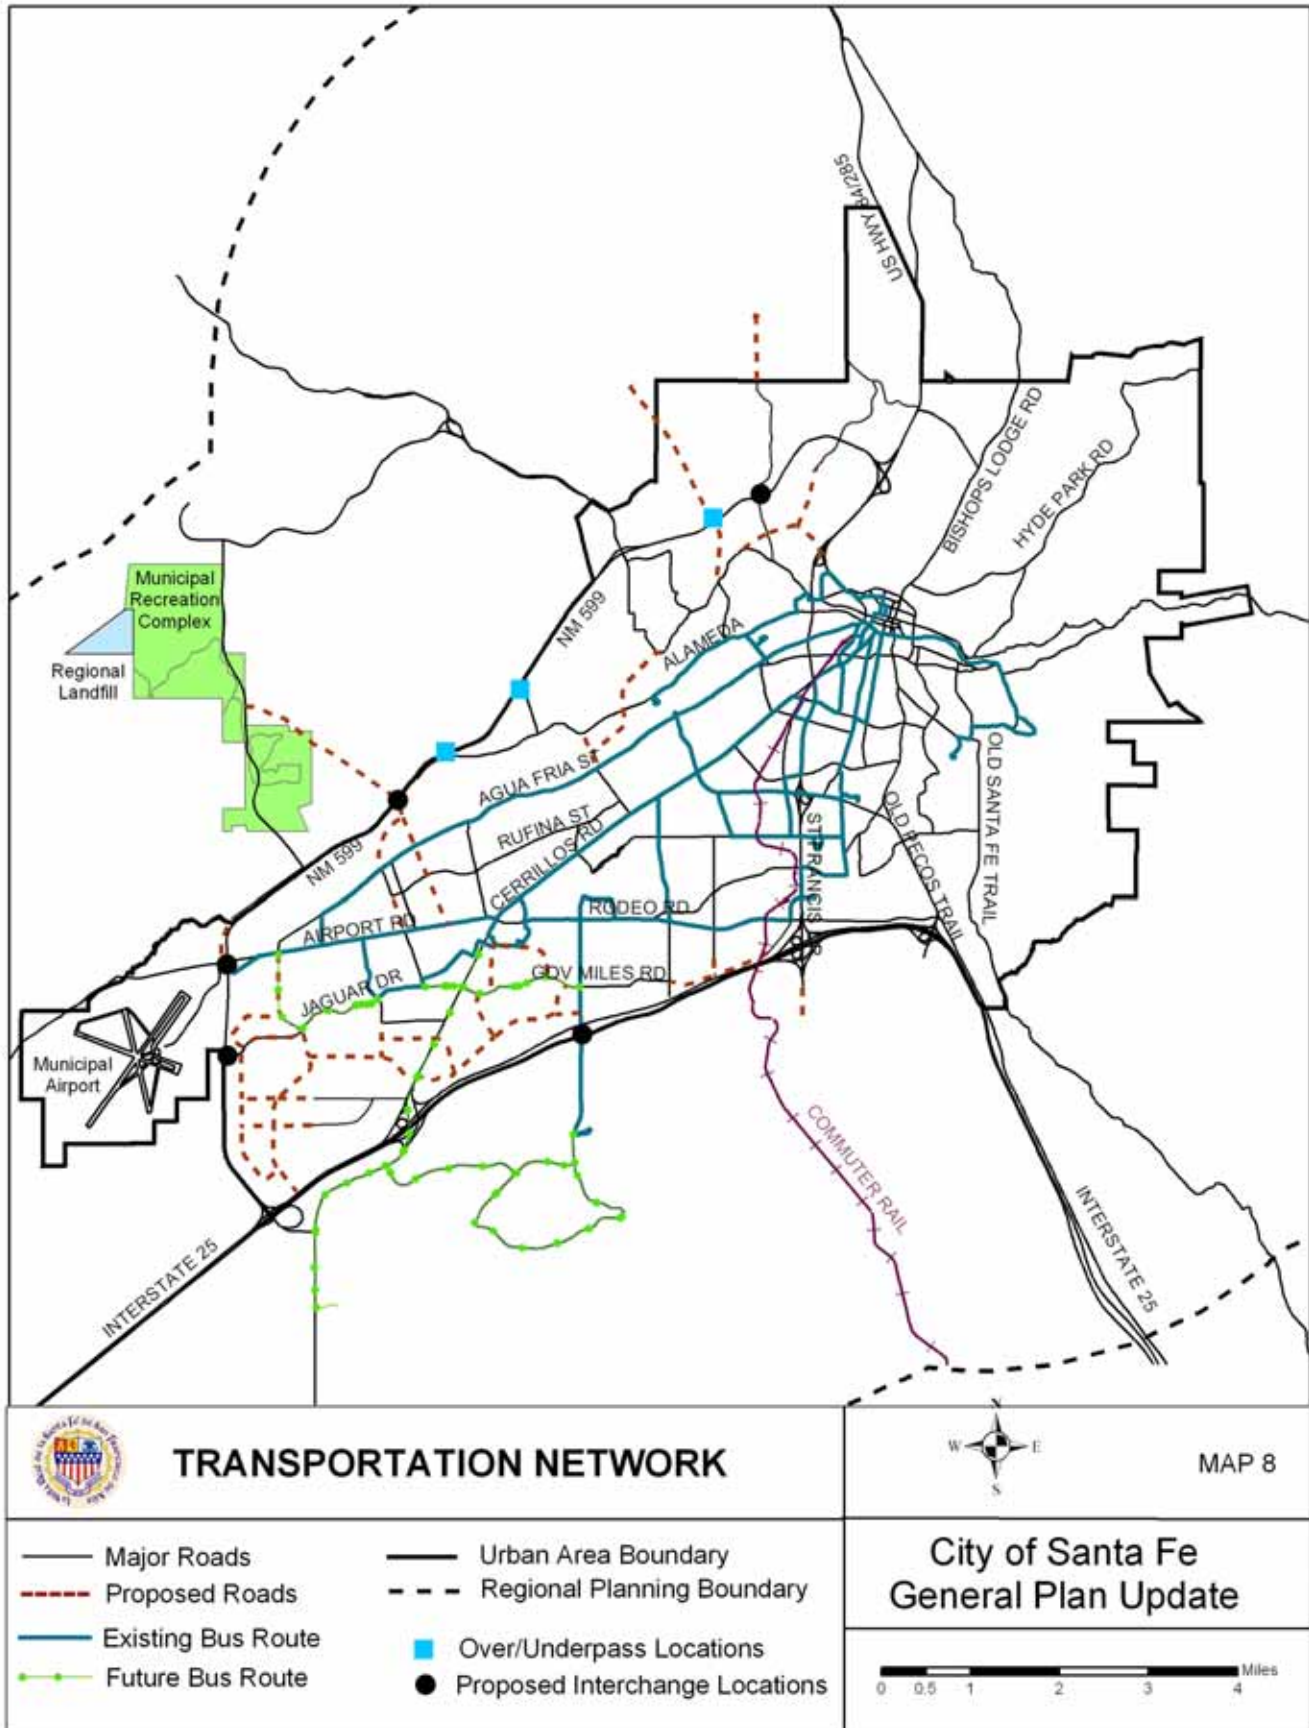 US HWY 84/285
BISHOPS LODGE RD
HYDE PARK RD
Municipal
Recreation
Complex
Regional
Landfill
NM 599
ALAMEDA
AGUA FRIA ST
RUFINA ST
CERRILLOS RD
NM 599
ST FRANCIS DR
OLD PECOS TRAIL
OLD SANTA FE TRAIL
AIRPORT RD
RODEO RD
GOV MILES RD
JAGUAR DR
Municipal
Airport
COMMUTER RAIL
INTERSTATE 25
INTERSTATE 25
TRANSPORTATION NETWORK
N
W E
S
MAP 8
Major Roads
Proposed Roads
Existing Bus Route
Future Bus Route
Urban Area Boundary
Regional Planning Boundary
Over/Underpass Locations
Proposed Interchange Locations
City of Santa Fe
General Plan Update
Miles
0 0.5 1 2 3 4